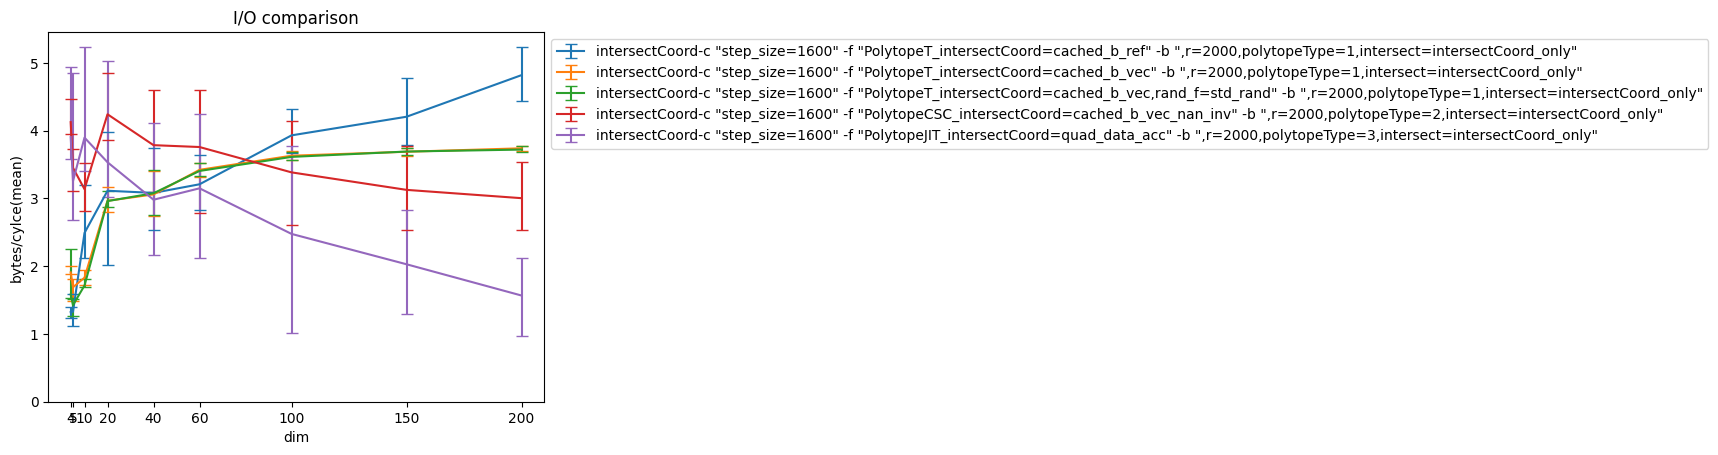 I/O comparison
bytes/cylce(mean)
5
4
3
2
1
0
4
5
10
20
40
60
100
150
200
dim
intersectCoord-c "step_size=1600" -f "PolytopeT_intersectCoord=cached_b_ref" -b ",r=2000,polytopeType=1,intersect=intersectCoord_only"
intersectCoord-c "step_size=1600" -f "PolytopeT_intersectCoord=cached_b_vec" -b ",r=2000,polytopeType=1,intersect=intersectCoord_only"
intersectCoord-c "step_size=1600" -f "PolytopeT_intersectCoord=cached_b_vec,rand_f=std_rand" -b ",r=2000,polytopeType=1,intersect=intersectCoord_only"
intersectCoord-c "step_size=1600" -f "PolytopeCSC_intersectCoord=cached_b_vec_nan_inv" -b ",r=2000,polytopeType=2,intersect=intersectCoord_only"
intersectCoord-c "step_size=1600" -f "PolytopeJIT_intersectCoord=quad_data_acc" -b ",r=2000,polytopeType=3,intersect=intersectCoord_only"